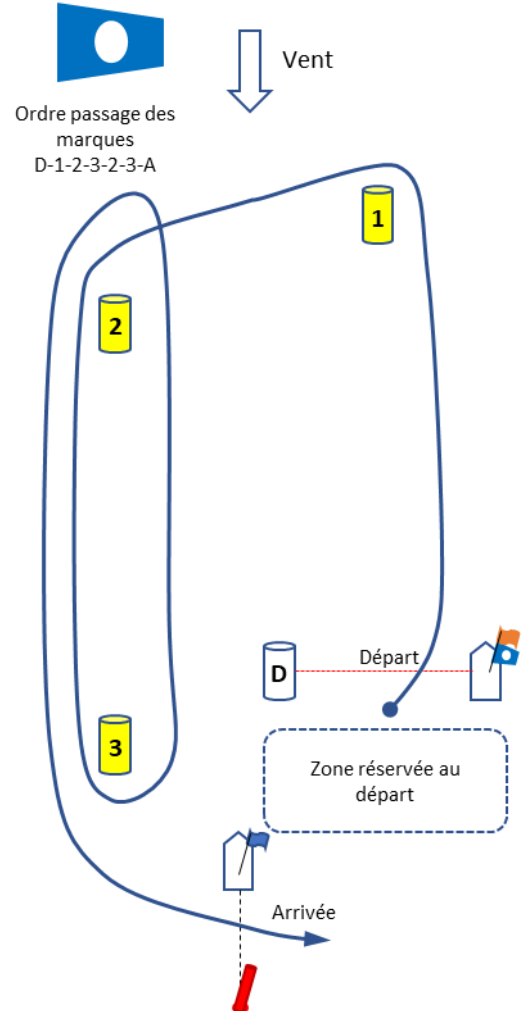 Vent
Ordre passage des
marques
D-1-2-3-2-3-A
1
2
Départ
D
3
Zone réservée au
départ
Arrivée